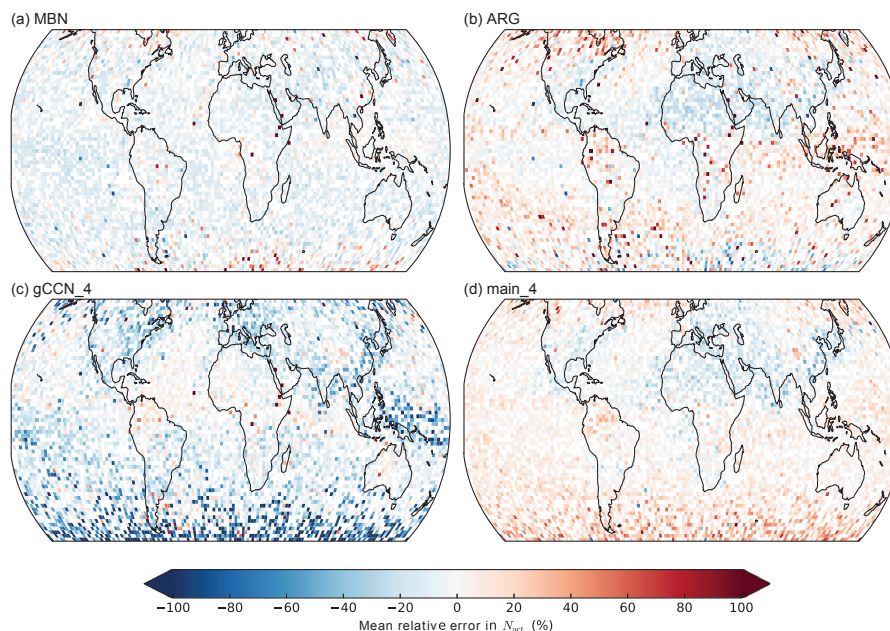 (a) MBN
(b) ARG
(c) gCCN_4
(d) main_4
−100 −80 −60 −40 −20 0 20 40 60 80 100
Mean relative error in N_act (%)